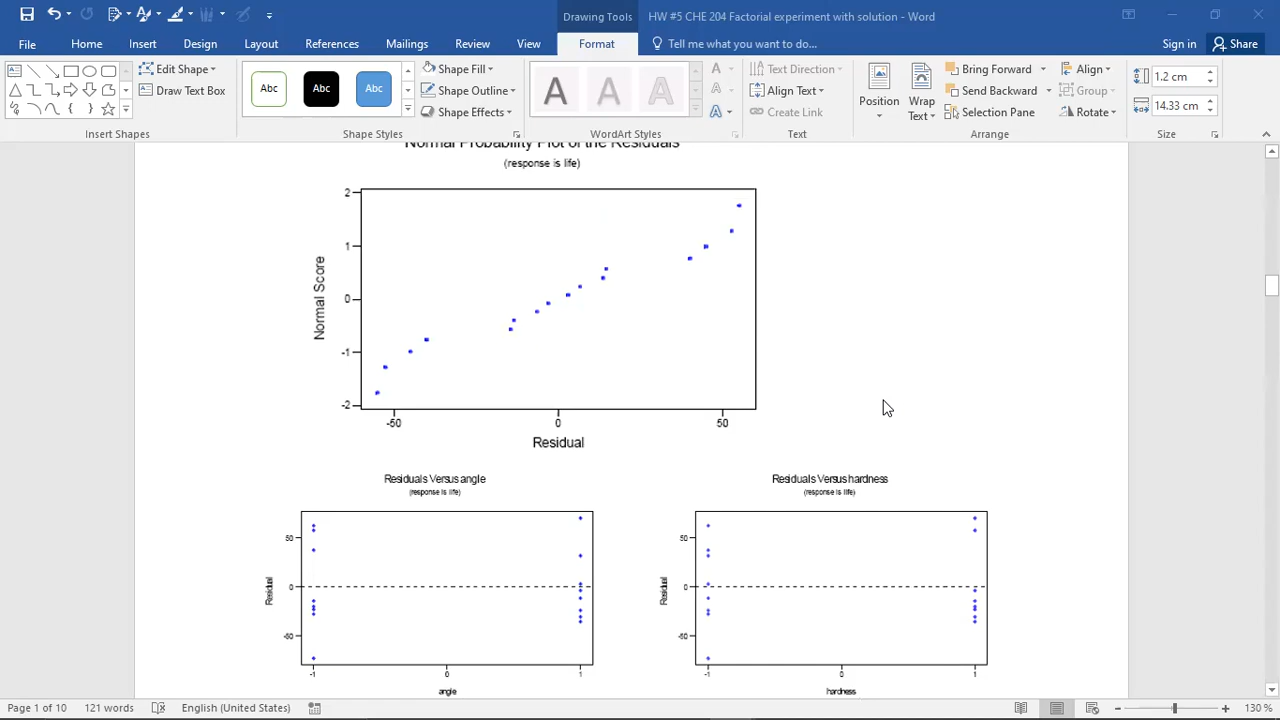 Drawing Tools
HW #5 CHE 204 Factorial experiment with solution - Word
File Home Insert Design Layout References Mailings Review View Format Tell me what you want to do... Sign in Share
Edit Shape
Draw Text Box
Insert Shapes
Abc Abc Abc
Shape Fill
Shape Outline
Shape Effects
Shape Styles
A A A
A
A
A
WordArt Styles
Text Direction
Align Text
Create Link
Text
Position
Wrap Text
Bring Forward
Send Backward
Selection Pane
Align
Group
Rotate
Arrange
1.2 cm
14.33 cm
Size
Normal Probability Plot of the Residuals
(response is life)
2
1
0
-1
-2
Normal Score
-50 0 50
Residual
Residuals Versus angle
(response is life)
50
0
-50
Residual
-1 0 1
angle
Residuals Versus hardness
(response is life)
50
0
-50
Residual
-1 0 1
hardness
Page 1 of 10 121 words English (United States) 130 %